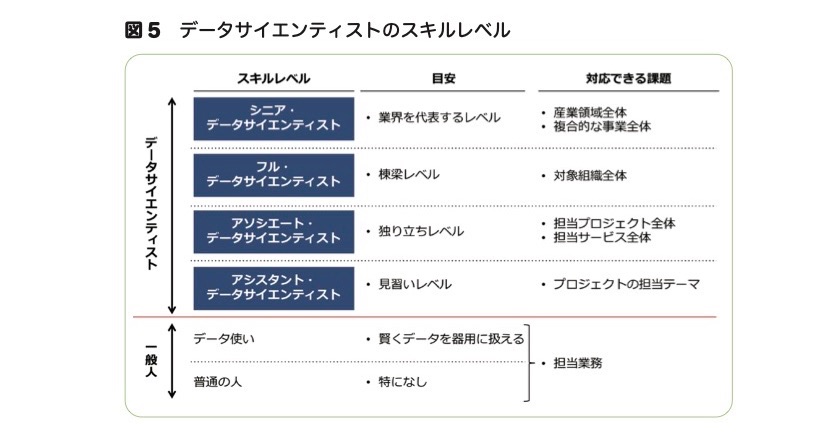 図5 データサイエンティストのスキルレベル
スキルレベル
目安
対応できる課題
データサイエンティスト
シニア・
データサイエンティスト
・ 業界を代表するレベル
・ 産業領域全体
・ 複合的な事業全体
フル・
データサイエンティスト
・ 棟梁レベル
・ 対象組織全体
アソシエート・
データサイエンティスト
・ 独り立ちレベル
・ 担当プロジェクト全体
・ 担当サービス全体
アシスタント・
データサイエンティスト
・ 見習いレベル
・ プロジェクトの担当テーマ
一般人
データ使い
・ 賢くデータを器用に扱える
普通の人
・ 特になし
・ 担当業務